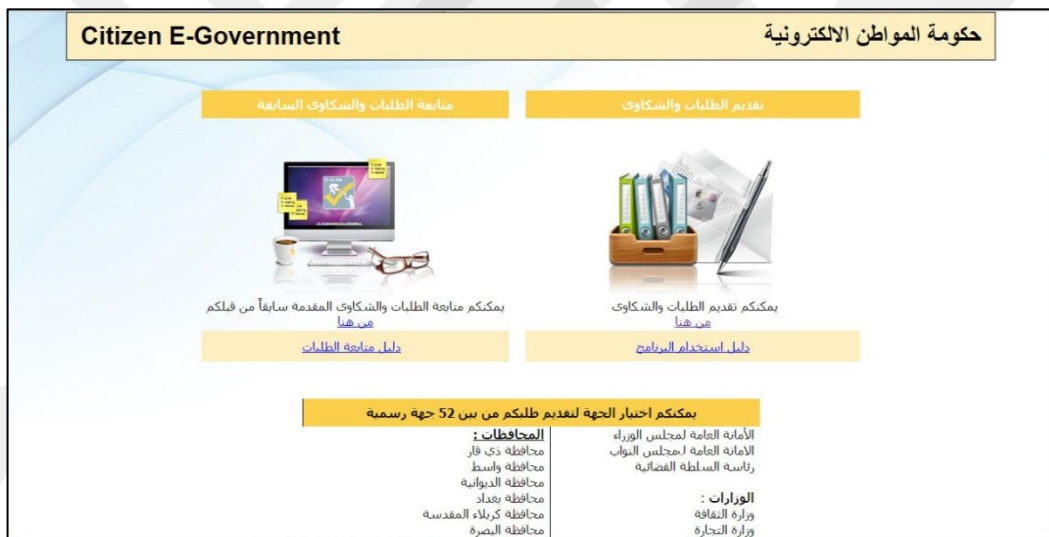 حكومة المواطن الالكترونية
Citizen E-Government
تقديم الطلبات والشكاوى
متابعة الطلبات والشكاوى السابقة
يمكنكم تقديم الطلبات والشكاوى
من هنا
دليل استخدام البرنامج
يمكنكم متابعة الطلبات والشكاوى المقدمة سابقاً من قبلكم
من هنا
دليل متابعة الطلبات
يمكنكم اختيار الجهة لتقديم طلبكم من بين 52 جهة رسمية
الأمانة العامة لمجلس الوزراء
الامانة العامة لمجلس النواب
رئاسة السلطة القضائية
الوزارات :
وزارة الثقافة
وزارة التجارة
المحافظات :
محافظة ذي قار
محافظة واسط
محافظة الديوانية
محافظة بغداد
محافظة كربلاء المقدسة
محافظة البصرة